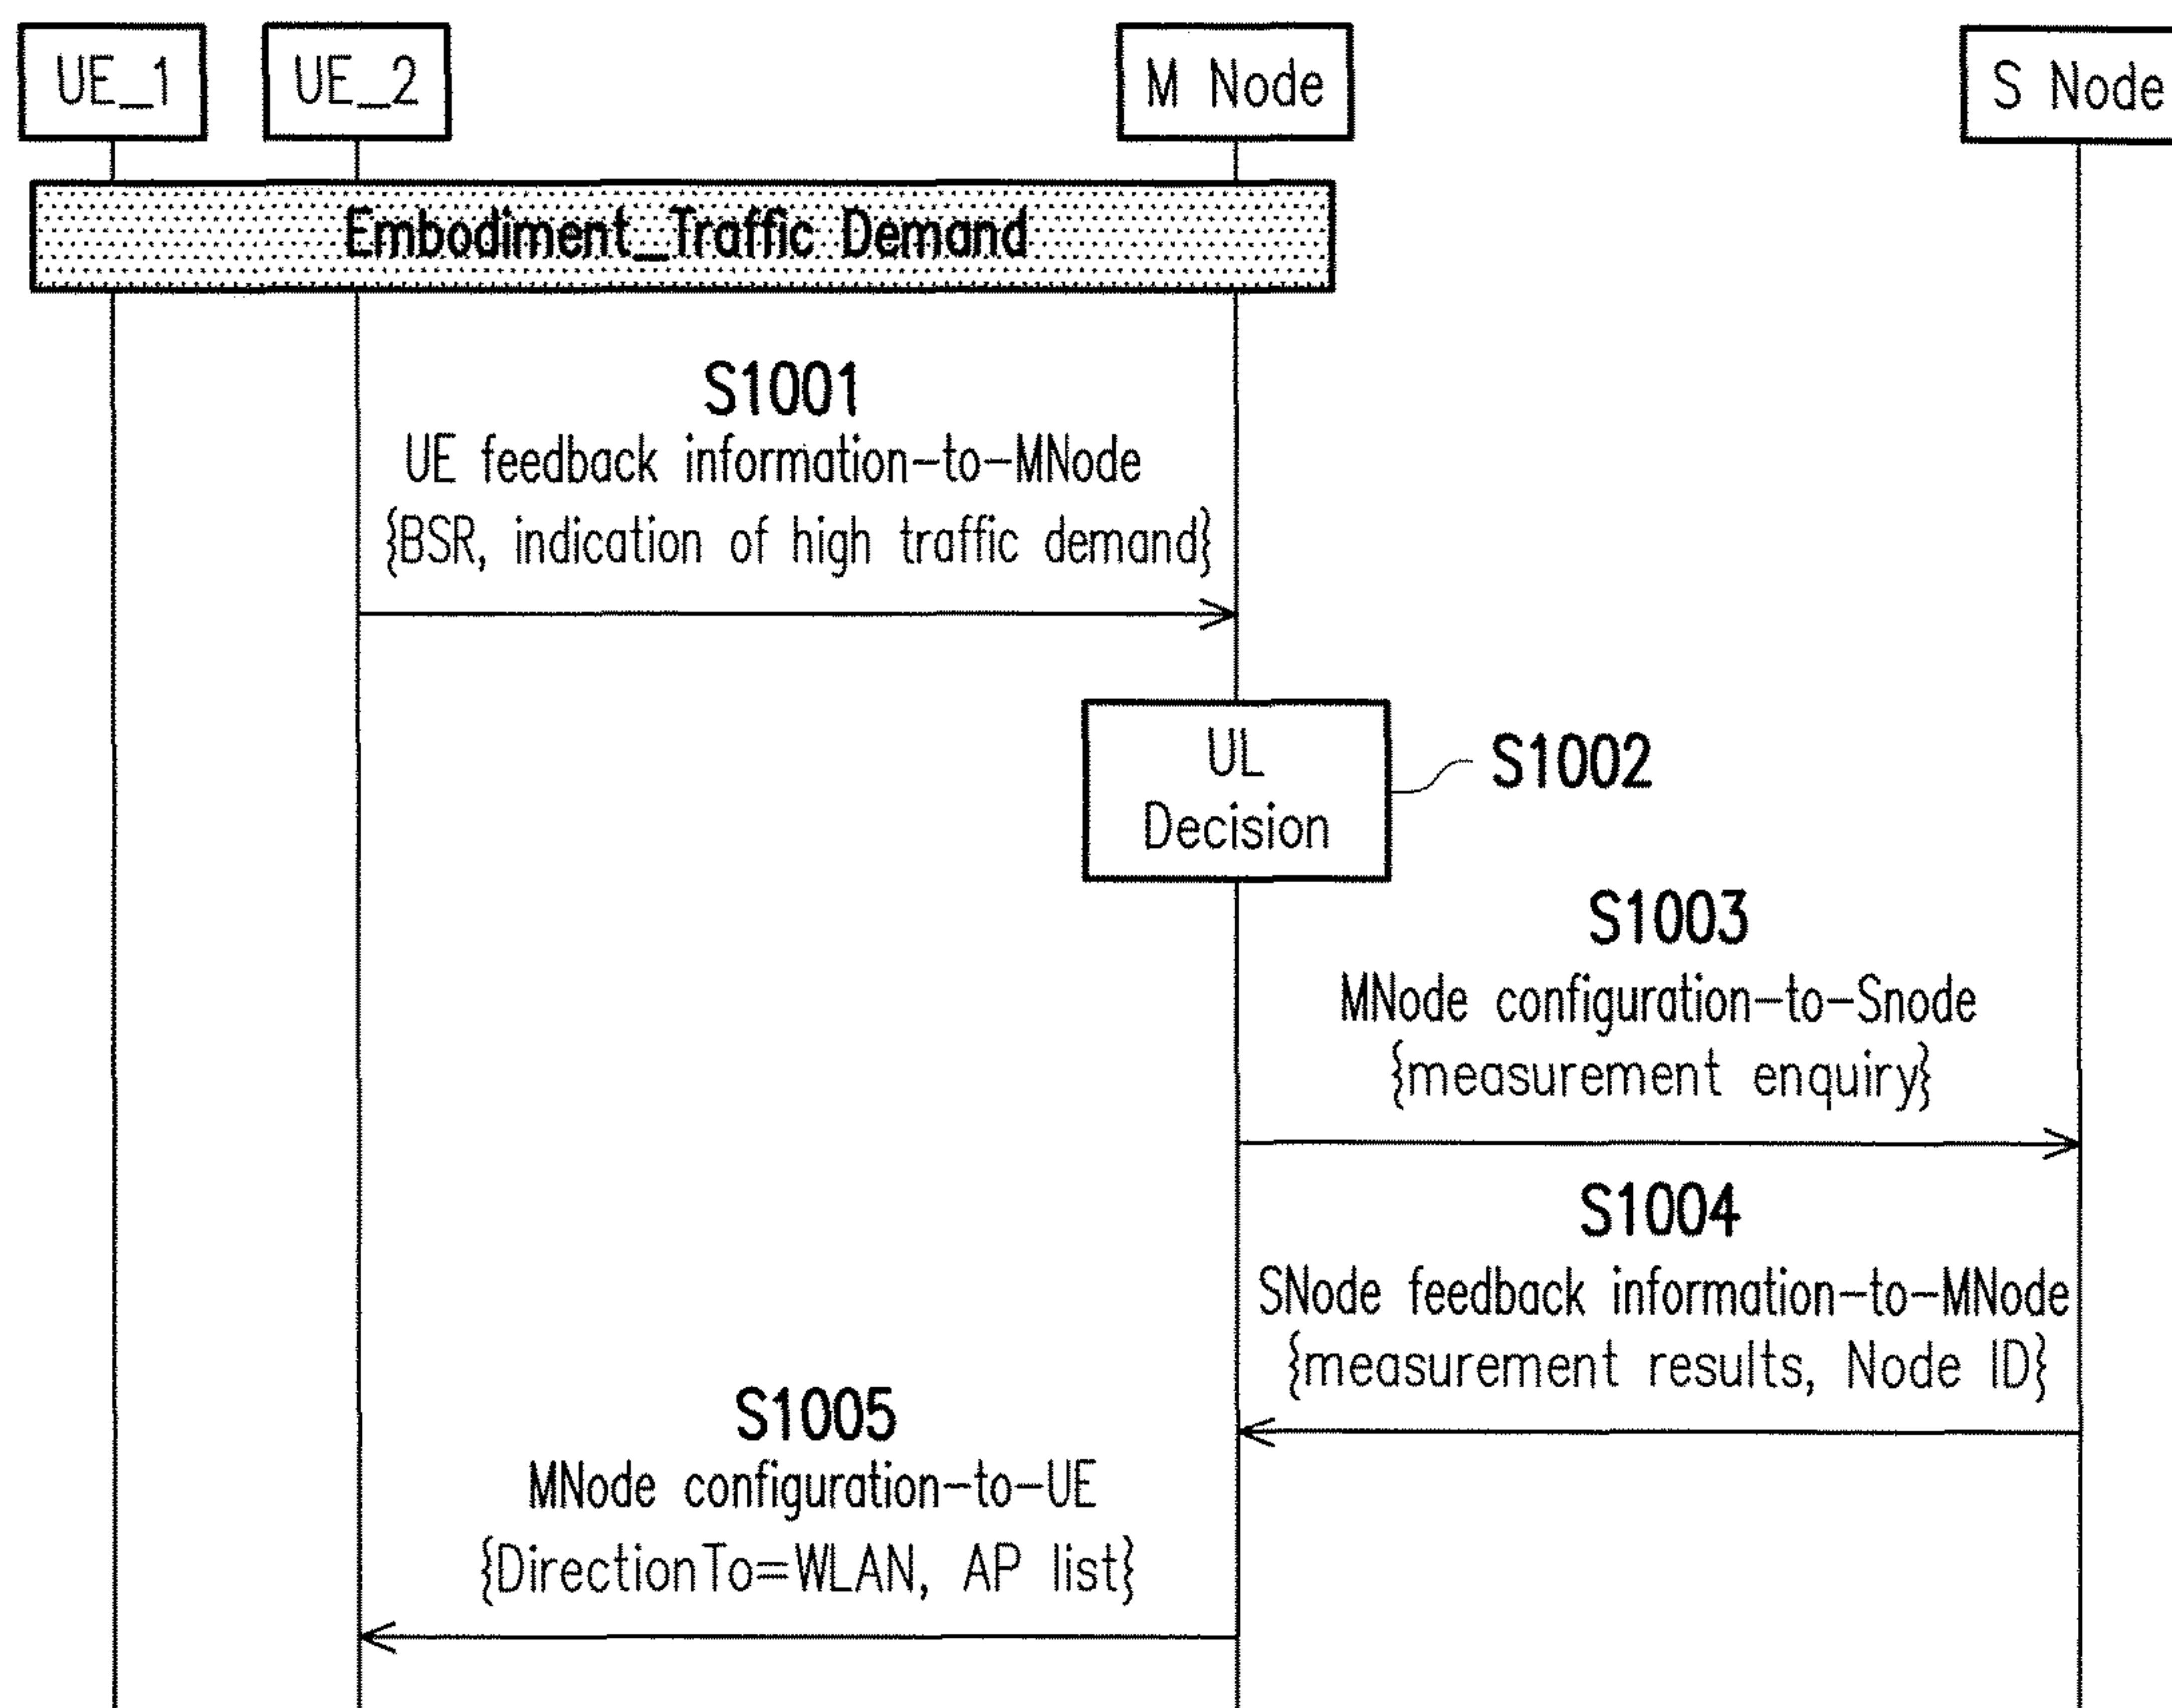 UE_1
UE_2
M Node
S Node
Embodiment_Traffic Demand
S1001
UE feedback information-to-MNode
{BSR, indication of high traffic demand}
UL
Decision
S1002
S1003
MNode configuration-to-Snode
{measurement enquiry}
S1004
SNode feedback information-to-MNode
{measurement results, Node ID}
S1005
MNode configuration-to-UE
{DirectionTo=WLAN, AP list}